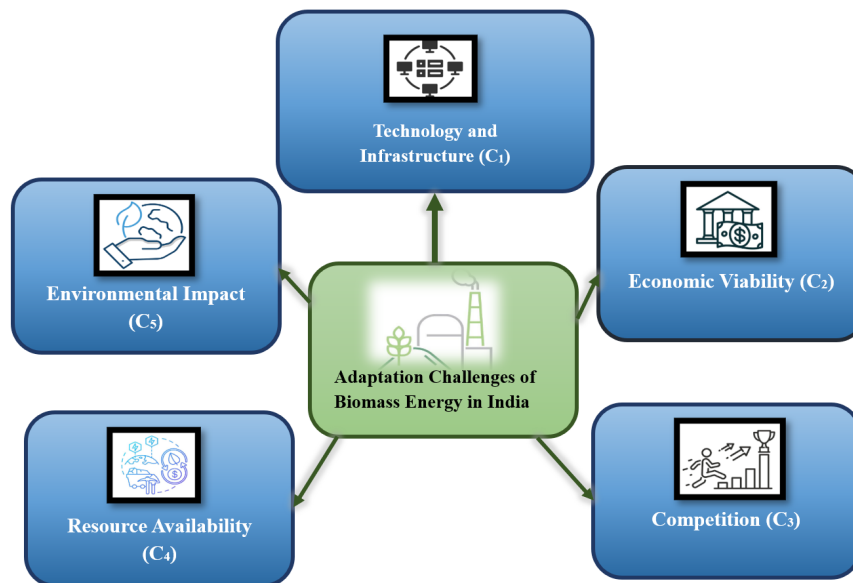 Technology and
Infrastructure (C₁)
Economic Viability (C₂)
Environmental Impact
(C₅)
Adaptation Challenges of
Biomass Energy in India
Resource Availability
(C₄)
Competition (C₃)